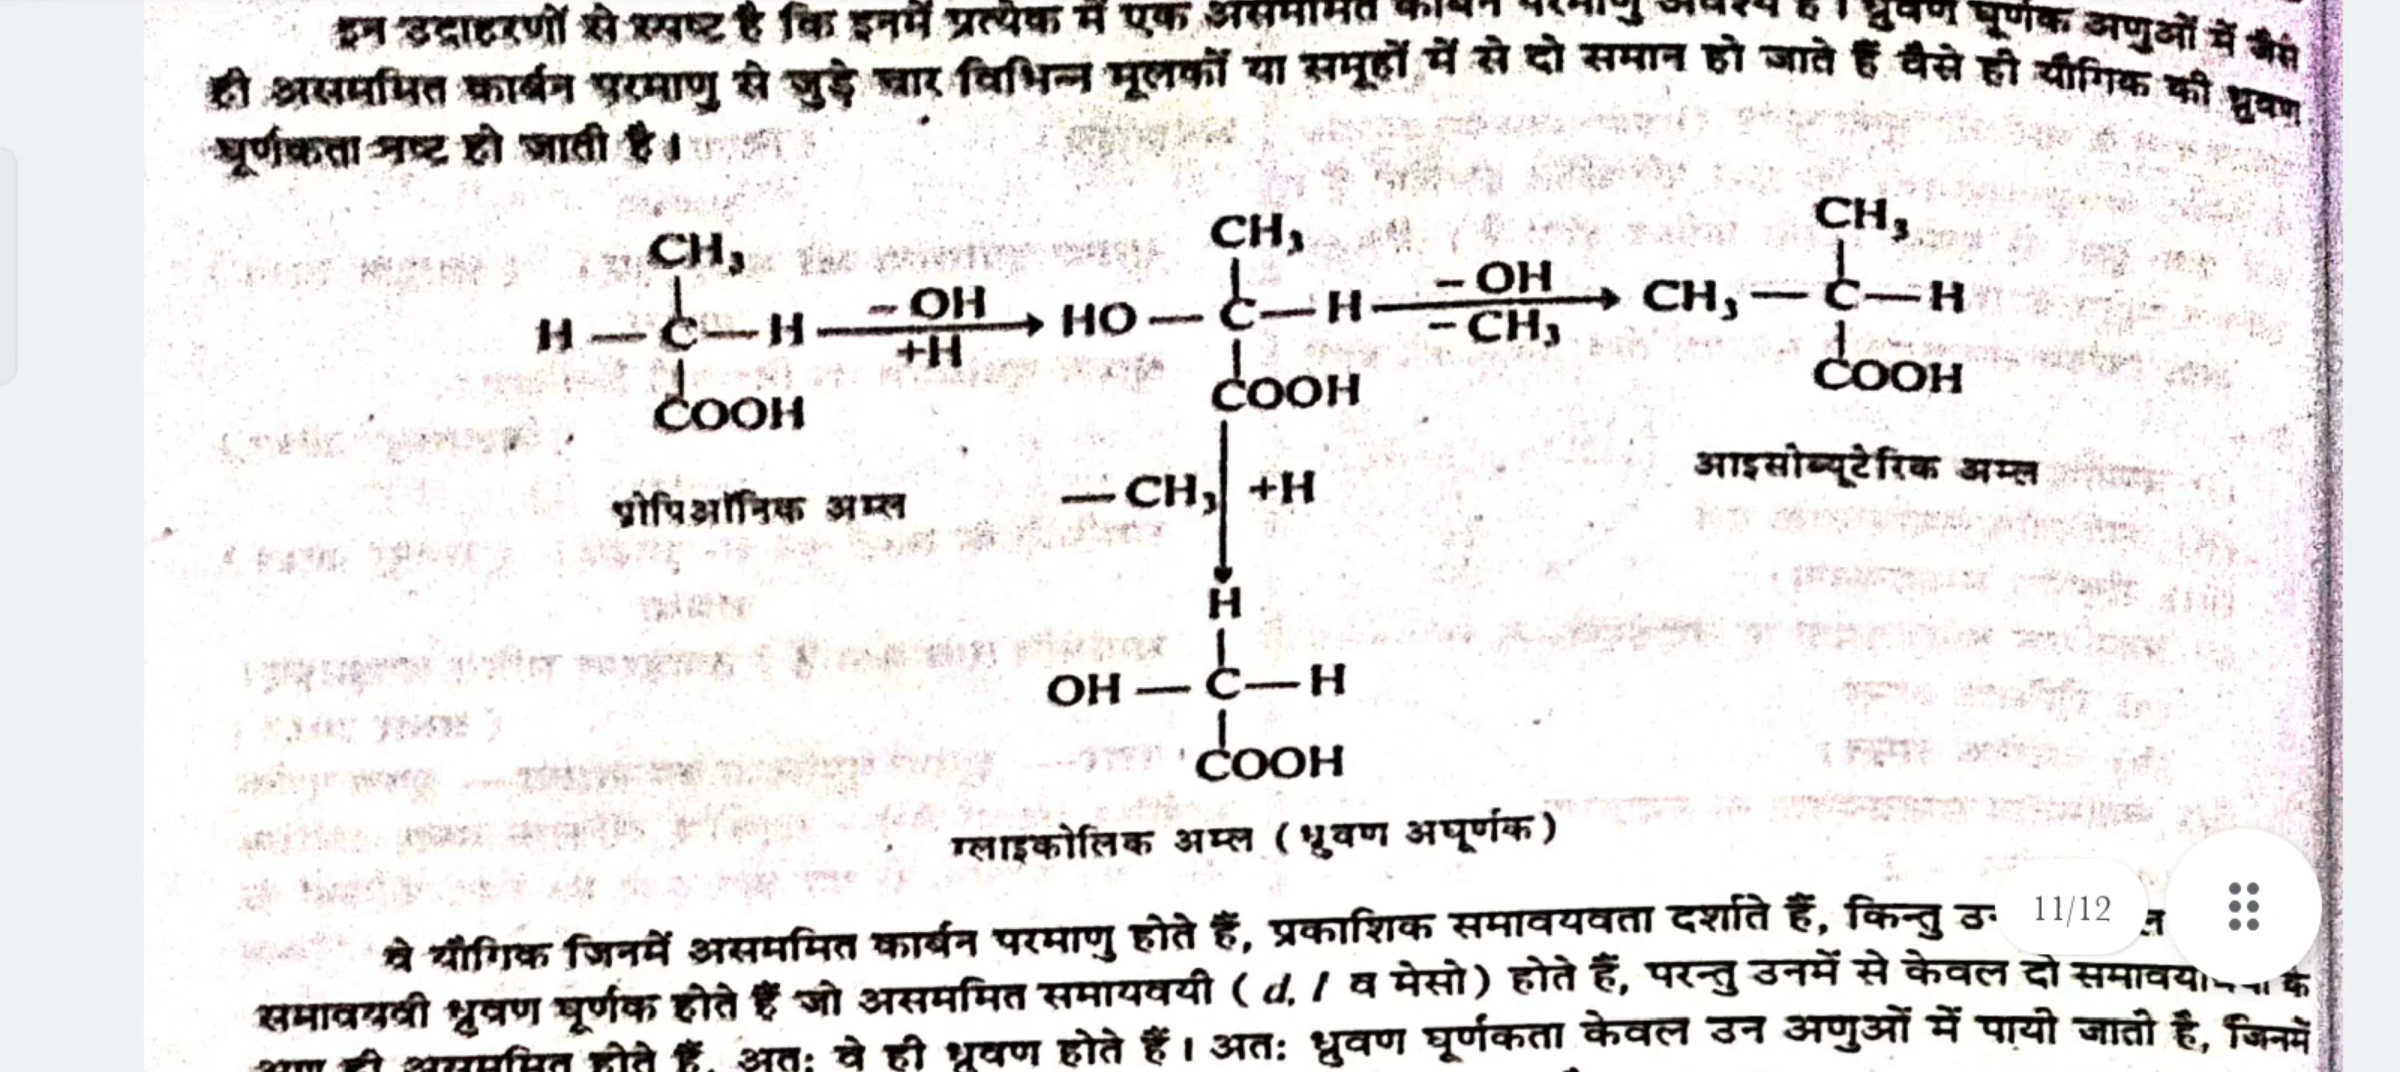 इन उदाहरणों से स्पष्ट है कि इनमें प्रत्येक में एक असममित कार्बन परमाणु अवश्य है। ध्रुवण घूर्णक अणुओं में जैसे
ही असममित कार्बन परमाणु से जुड़े चार विभिन्न मूलकों या समूहों में से दो समान हो जाते हैं वैसे ही यौगिक की ध्रुवण
घूर्णकता नष्ट हो जाती है।
CH₃ CH₃ CH₃
H — C — H — OH +H → HO — C — H — OH — CH₃ → CH₃ — C — H
COOH COOH COOH
प्रोपिऑनिक अम्ल — CH₃ +H आइसोब्यूटेरिक अम्ल
H
OH — C — H
COOH
ग्लाइकोलिक अम्ल ( ध्रुवण अघूर्णक )
वे यौगिक जिनमें असममित कार्बन परमाणु होते हैं, प्रकाशिक समावयवता दर्शाते हैं, किन्तु
11/12
समावयवी ध्रुवण घूर्णक होते हैं जो असममित समायवयी ( d, l व मेसो ) होते हैं, परन्तु उनमें से केवल दो के
असममित होते हैं, अतः वे ही ध्रुवण होते हैं। अतः ध्रुवण घूर्णकता केवल उन अणुओं में पायी जाती है, जिनमें